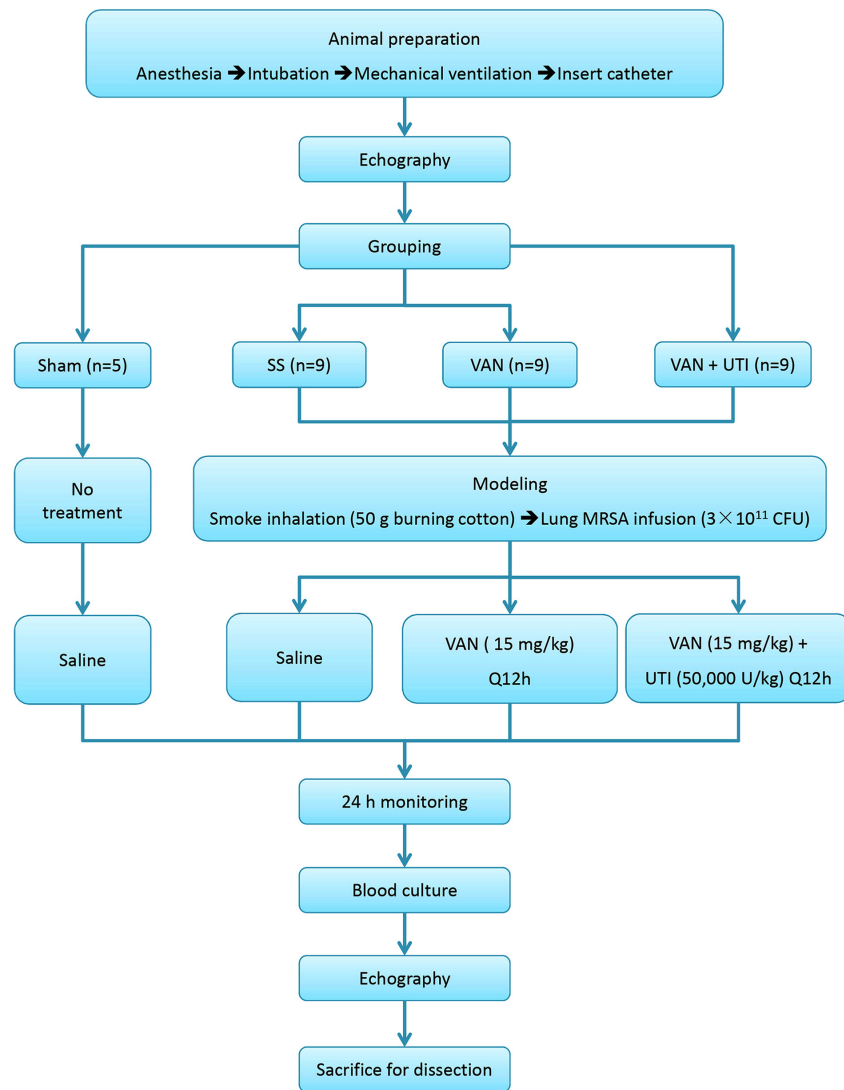 Animal preparation
Anesthesia ➔Intubation ➔Mechanical ventilation ➔Insert catheter
Echography
Grouping
Sham (n=5)
SS (n=9)
VAN (n=9)
VAN + UTI (n=9)
No
treatment
Modeling
Smoke inhalation (50 g burning cotton) ➔Lung MRSA infusion (3×10¹¹ CFU)
Saline
Saline
VAN ( 15 mg/kg)
Q12h
VAN (15 mg/kg) +
UTI (50,000 U/kg) Q12h
24 h monitoring
Blood culture
Echography
Sacrifice for dissection